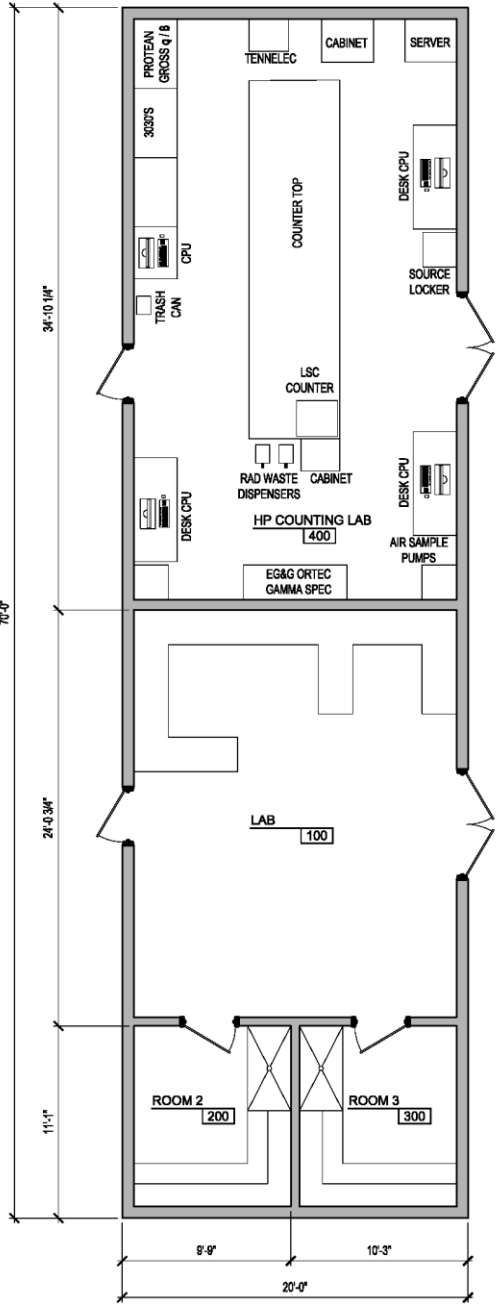 PROTEAN
GROSS q / B
TENNELEC
CABINET
SERVER
3030'S
COUNTER TOP
DESK CPU
CPU
TRASH
CAN
SOURCE
LOCKER
34'-10 1/4"
LSC
COUNTER
RAD WASTE
DISPENSERS
CABINET
DESK CPU
DESK CPU
HP COUNTING LAB
400
AIR SAMPLE
PUMPS
EG&G ORTEC
GAMMA SPEC
70'-0"
24'-0 3/4"
LAB
100
11'-1"
ROOM 2
200
ROOM 3
300
9'-9"
10'-3"
20'-0"